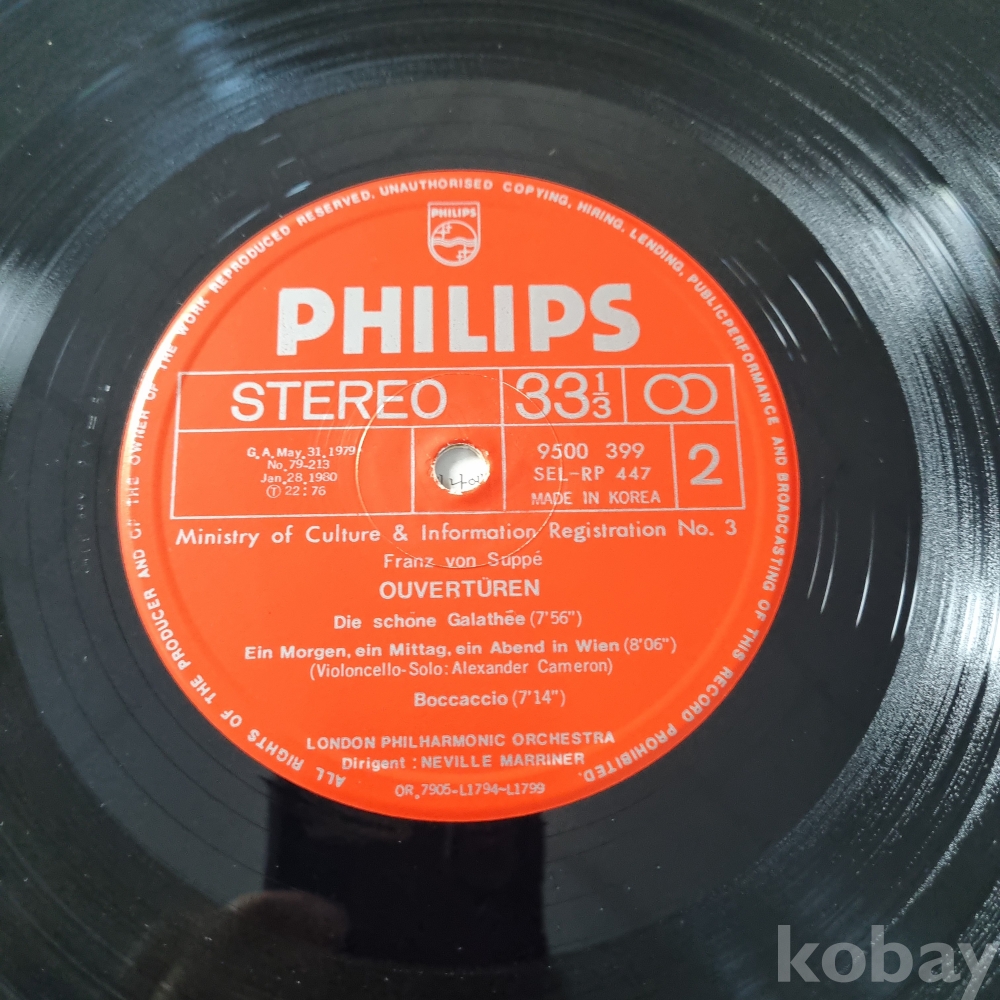 ALL RIGHTS OF THE PRODUCER AND OF THE OWNER OF THE WORK REPRODUCED RESERVED. UNAUTHORISED COPYING, HIRING, LENDING, PUBLICPERFORMANCE AND BROADCASTING OF THIS RECORD PROHIBITED.
PHILIPS
PHILIPS
STEREO 33 1/3
G.A. May. 31. 1979
No. 79-213
Jan. 28. 1980
Ⓣ 22:76
9500 399
SEL-RP 447
MADE IN KOREA
2
Ministry of Culture & Information Registration No. 3
Franz von Suppé
OUVERTÜREN
Die schöne Galathée (7'56")
Ein Morgen, ein Mittag, ein Abend in Wien (8'06")
(Violoncello-Solo: Alexander Cameron)
Boccaccio (7'14")
LONDON PHILHARMONIC ORCHESTRA
Dirigent : NEVILLE MARRINER
OR. 7905-L1794-L1799
kobay